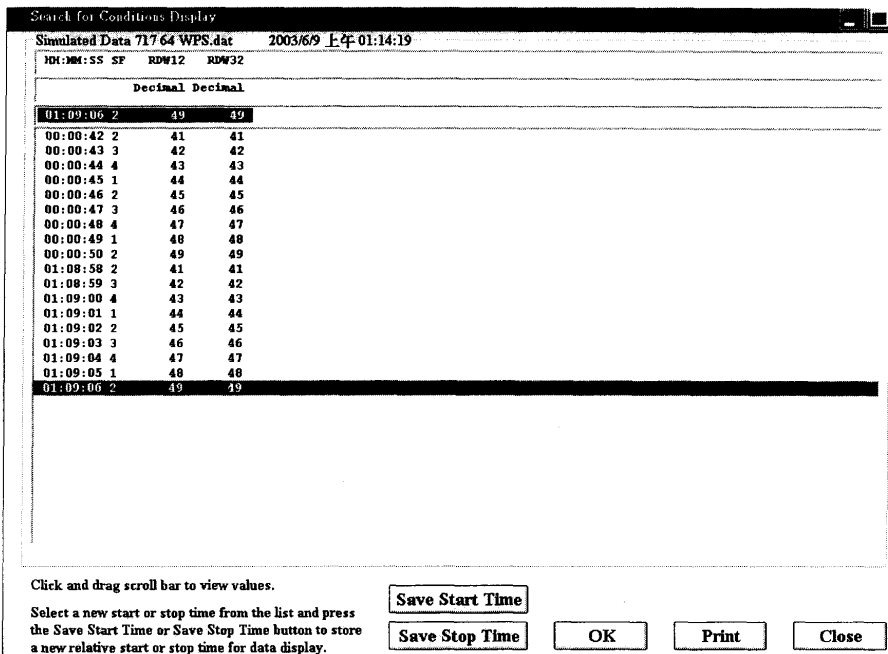 Search for Conditions Display
Simulated Data 717 64 WPS.dat 2003/6/9 上午 01:14:19
HH:MM:SS SF RDW12 RDW32
Decimal Decimal
01:09:06 2 49 49
00:00:42 2 41 41
00:00:43 3 42 42
00:00:44 4 43 43
00:00:45 1 44 44
00:00:46 2 45 45
00:00:47 3 46 46
00:00:48 4 47 47
00:00:49 1 48 48
00:00:50 2 49 49
01:08:58 2 41 41
01:08:59 3 42 42
01:09:00 4 43 43
01:09:01 1 44 44
01:09:02 2 45 45
01:09:03 3 46 46
01:09:04 4 47 47
01:09:05 1 48 48
01:09:06 2 49 49
Click and drag scroll bar to view values.
Select a new start or stop time from the list and press
the Save Start Time or Save Stop Time button to store
a new relative start or stop time for data display.
Save Start Time
Save Stop Time OK Print Close